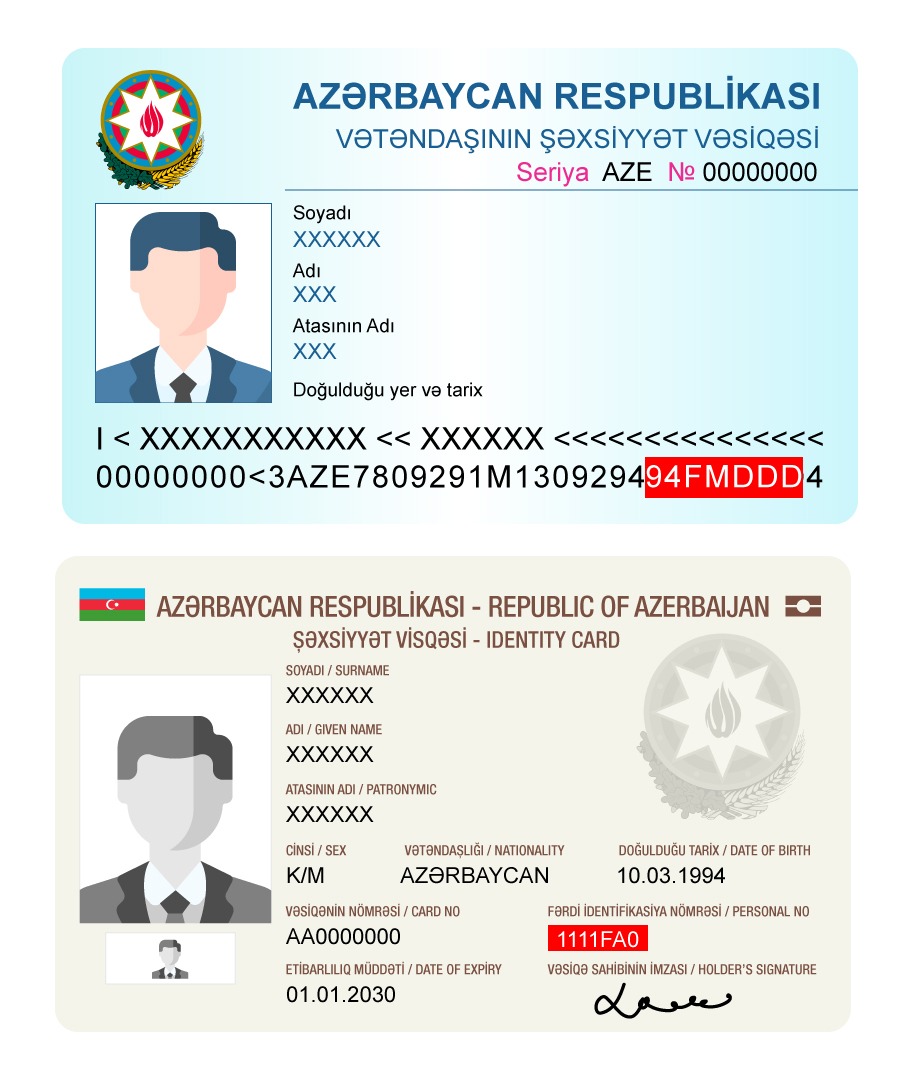 AZƏRBAYCAN RESPUBLİKASI
VƏTƏNDAŞININ ŞƏXSİYYƏT VƏSİQƏSİ
Seriya AZE № 00000000
Soyadı
XXXXXX
Adı
XXX
Atasının Adı
XXX
Doğulduğu yer və tarix
I < XXXXXXXXXXX << XXXXXX <<<<<<<<<<<<<<<
00000000<3AZE7809291M130929494FMDDD4
AZƏRBAYCAN RESPUBLİKASI - REPUBLIC OF AZERBAIJAN
ŞƏXSİYYƏT VİSQƏSİ - IDENTITY CARD
SOYADI / SURNAME
XXXXXX
ADI / GIVEN NAME
XXXXXX
ATASININ ADI / PATRONYMIC
XXXXXX
CİNSİ / SEX VƏTƏNDAŞLIĞI / NATIONALITY DOĞULDUĞU TARİX / DATE OF BIRTH
K/M AZƏRBAYCAN 10.03.1994
VƏSİQƏNİN NÖMRƏSİ / CARD NO FƏRDİ İDENTİFİKASİYA NÖMRƏSİ / PERSONAL NO
AA0000000 1111FA0
ETİBARLILIQ MÜDDƏTİ / DATE OF EXPIRY VƏSİQƏ SAHİBİNİN İMZASI / HOLDER'S SIGNATURE
01.01.2030